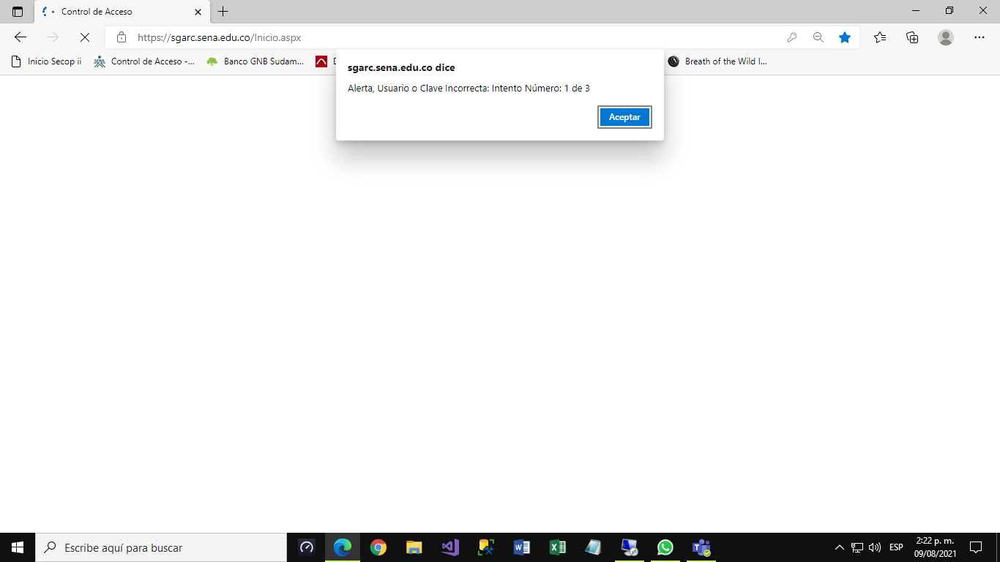 Control de Acceso
https://sgarc.sena.edu.co/Inicio.aspx
Inicio Secop ii
SENA
Control de Acceso -...
Banco GNB Sudam...
Breath of the Wild I...
sgarc.sena.edu.co dice
Alerta, Usuario o Clave Incorrecta: Intento Número: 1 de 3
Aceptar
Escribe aquí para buscar
ESP
2:22 p. m.
09/08/2021